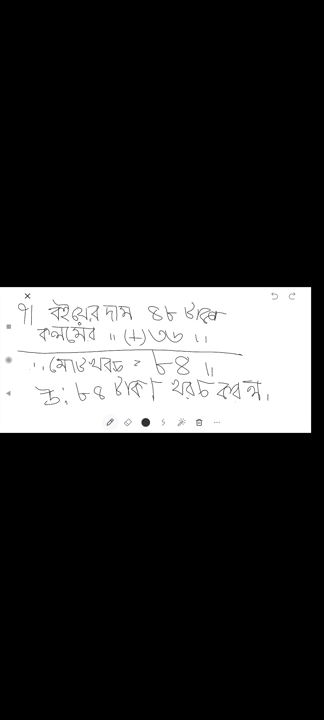 ৭। বইয়ের দাম ৪৮ টাকা
কলমের " (+) ৩৬ "
∴ মোট খরচ = ৮৪ "
উ: ৮৪ টাকা খরচ করল।